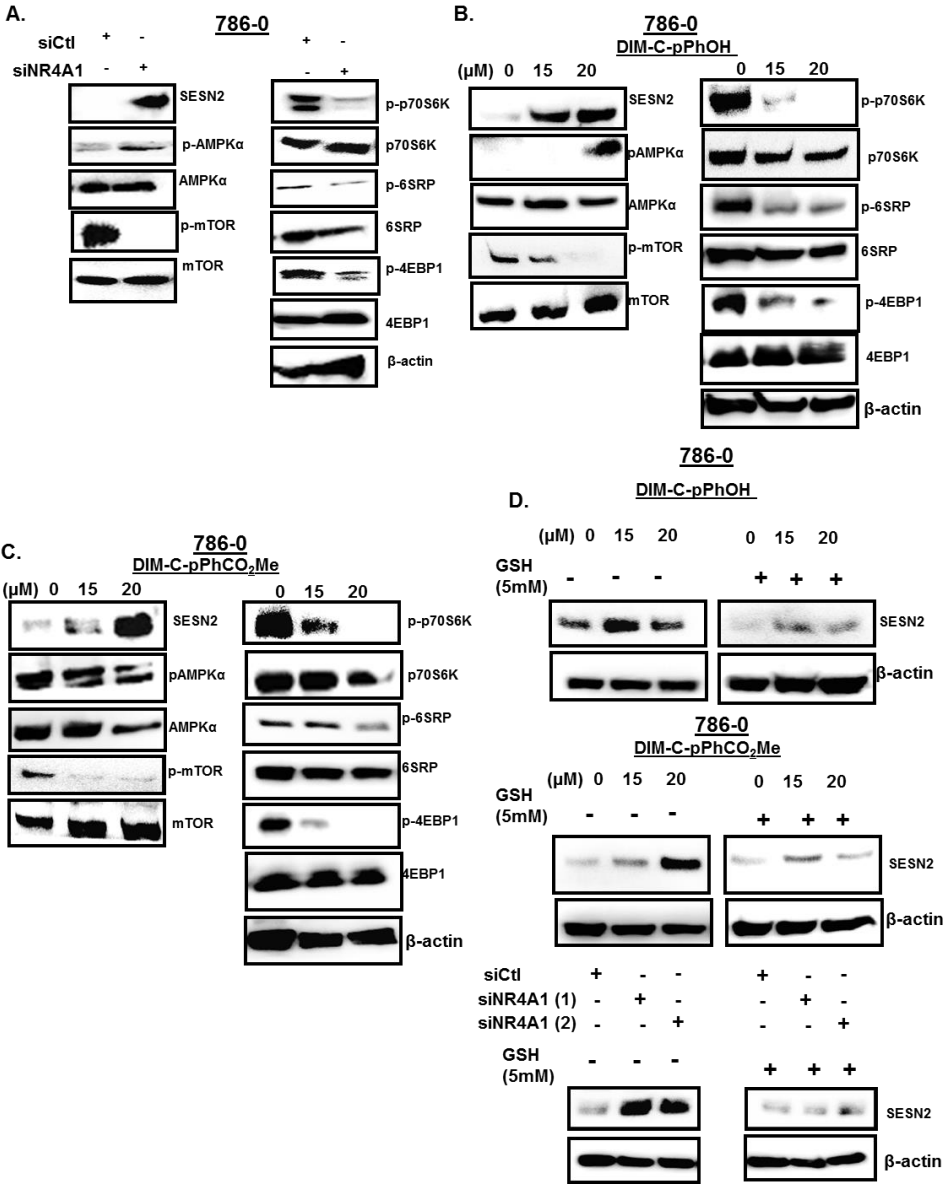 A.
786-0
siCtl + -
siNR4A1 - +
SESN2
p-AMPKα
AMPKα
p-mTOR
mTOR
+ -
- +
p-p70S6K
p70S6K
p-6SRP
6SRP
p-4EBP1
4EBP1
β-actin
B.
786-0
DIM-C-pPhOH
(μM) 0 15 20
SESN2
pAMPKα
AMPKα
p-mTOR
mTOR
0 15 20
p-p70S6K
p70S6K
p-6SRP
6SRP
p-4EBP1
4EBP1
β-actin
C.
786-0
DIM-C-pPhCO2Me
(μM) 0 15 20
SESN2
pAMPKα
AMPKα
p-mTOR
mTOR
0 15 20
p-p70S6K
p70S6K
p-6SRP
6SRP
p-4EBP1
4EBP1
β-actin
D.
786-0
DIM-C-pPhOH
(μM) 0 15 20 0 15 20
GSH
(5mM) - - - + + +
SESN2
β-actin
786-0
DIM-C-pPhCO2Me
(μM) 0 15 20 0 15 20
GSH
(5mM) - - - + + +
SESN2
β-actin
siCtl + - - + - -
siNR4A1 (1) - + - - + -
siNR4A1 (2) - - + - - +
GSH
(5mM) - - - + + +
SESN2
β-actin